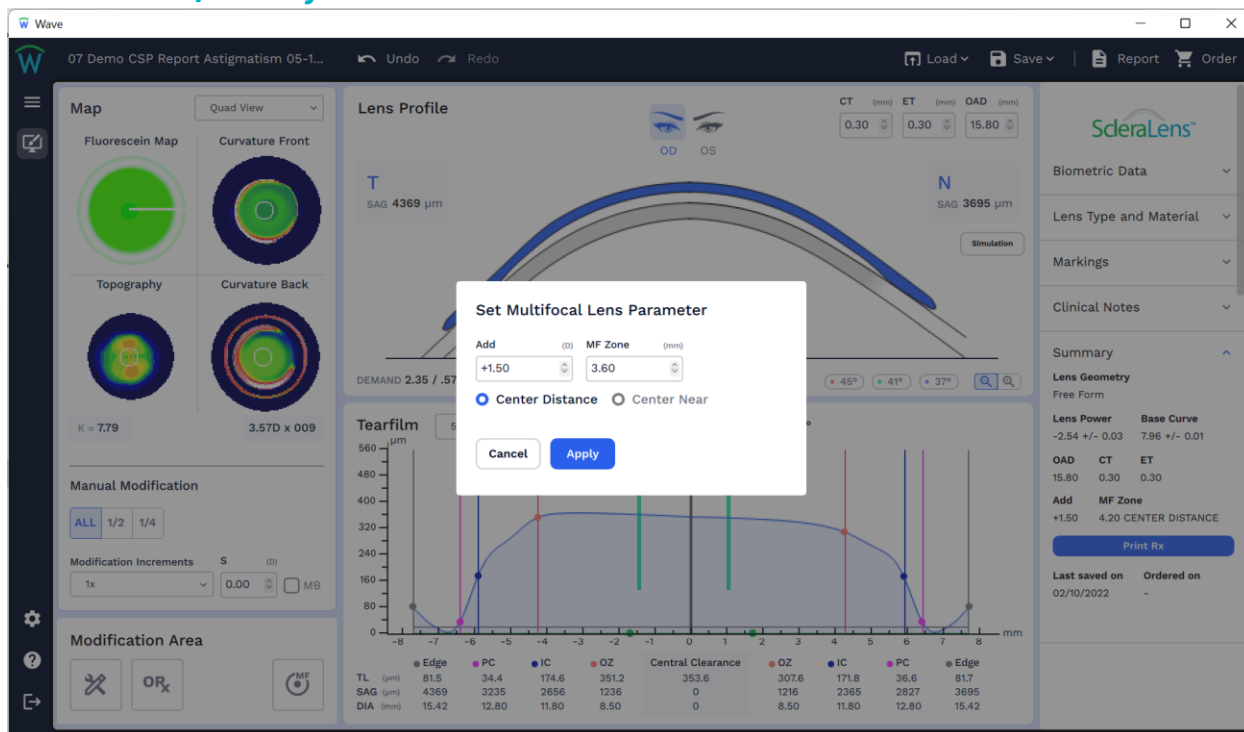 Wave
07 Demo CSP Report Astigmatism 05-1...
Undo
Redo
Load
Save
Report
Order
Map
Quad View
Fluorescein Map
Curvature Front
Topography
Curvature Back
K = 7.79
3.57D x 009
Manual Modification
ALL 1/2 1/4
Modification Increments S (D)
1x 0.00 MB
Modification Area
ORx
MF
Lens Profile
OD OS
CT (mm) ET (mm) OAD (mm)
0.30 0.30 15.80
T
SAG 4369 µm
N
SAG 3695 µm
Simulation
DEMAND 2.35 / .57
45° 41° 37°
Set Multifocal Lens Parameter
Add (D) MF Zone (mm)
+1.50 3.60
Center Distance Center Near
Cancel Apply
Tearfilm 5
µm
560
480
400
320
240
160
80
0
-8 -7 -6 -5 -4 -3 -2 -1 0 1 2 3 4 5 6 7 8 mm
Edge PC IC OZ Central Clearance OZ IC PC Edge
TL (µm) 81.5 34.4 174.6 351.2 353.6 307.6 171.8 36.6 81.7
SAG (µm) 4369 3235 2656 1236 0 1216 2365 2827 3695
DIA (mm) 15.42 12.80 11.80 8.50 0 8.50 11.80 12.80 15.42
ScleraLens™
Biometric Data
Lens Type and Material
Markings
Clinical Notes
Summary
Lens Geometry
Free Form
Lens Power Base Curve
-2.54 +/- 0.03 7.96 +/- 0.01
OAD CT ET
15.80 0.30 0.30
Add MF Zone
+1.50 4.20 CENTER DISTANCE
Print Rx
Last saved on Ordered on
02/10/2022 -